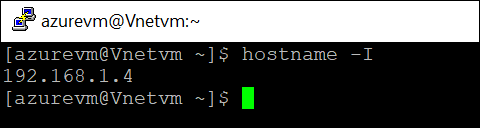 azurevm@Vnetvm:~
[azurevm@Vnetvm ~]$ hostname -I
192.168.1.4
[azurevm@Vnetvm ~]$